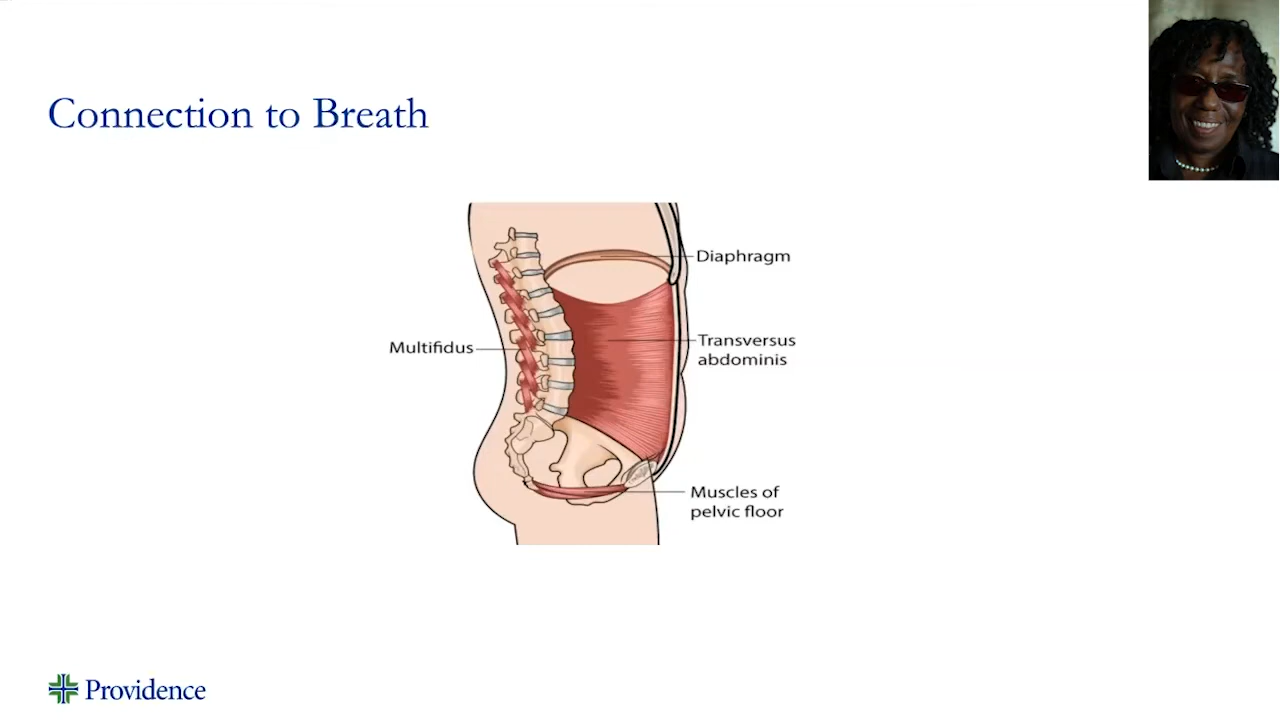 Connection to Breath
Diaphragm
Transversus
abdominis
Multifidus
Muscles of
pelvic floor
Providence